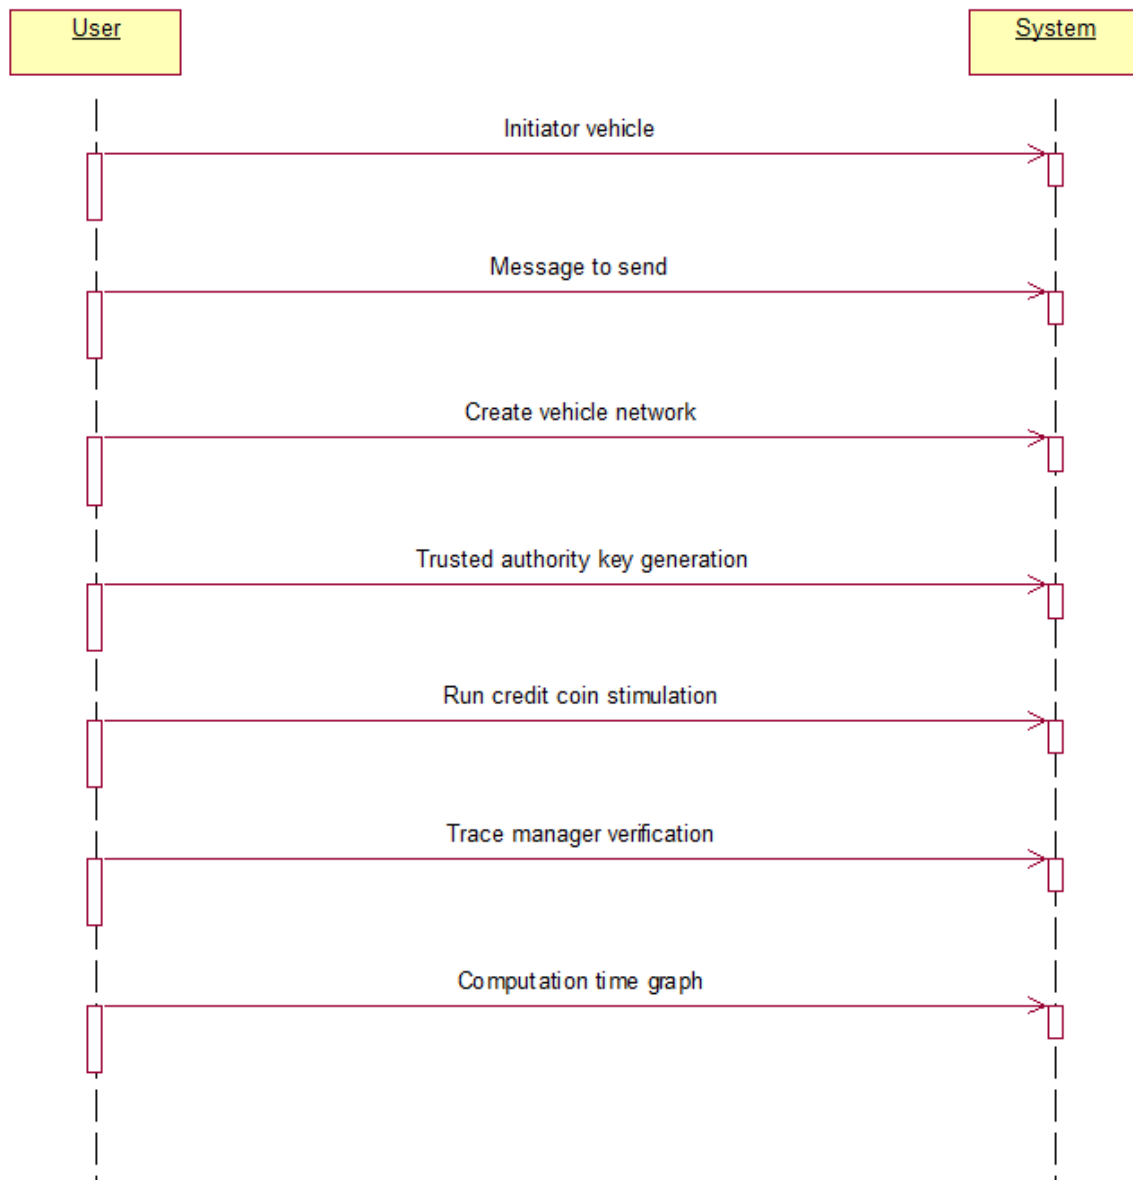 User
System
Initiator vehicle
Message to send
Create vehicle network
Trusted authority key generation
Run credit coin stimulation
Trace manager verification
Computation time graph